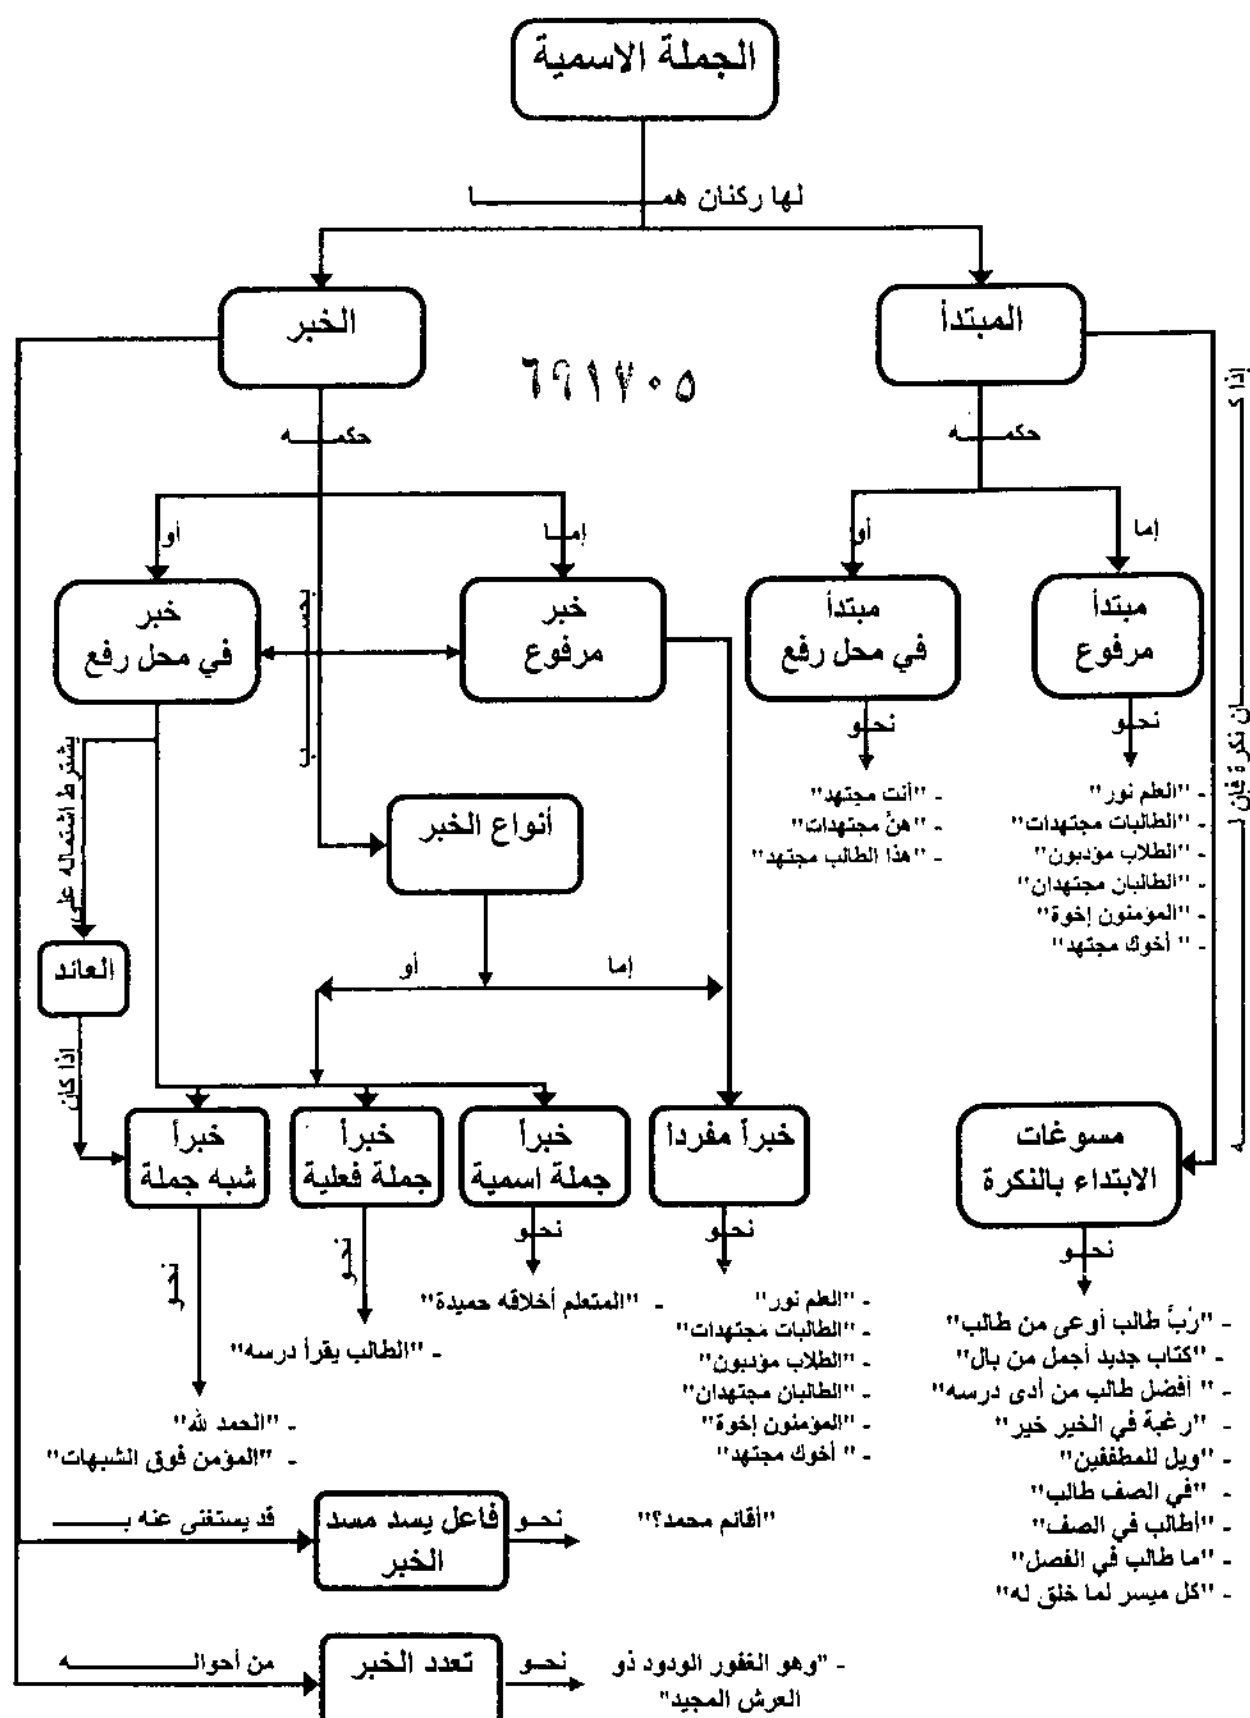 الجملة الاسمية
لها ركنان هما
المبتدأ
الخبر
٦٩١٧٠٥
حكمه
حكمه
إما
أو
إما
أو
مبتدأ
مرفوع
مبتدأ
في محل رفع
خبر
مرفوع
خبر
في محل رفع
إذا كان نكرة فإن له
نحو
- "العلم نور"
- "الطالبات مجتهدات"
- "الطلاب مؤدبون"
- "الطالبان مجتهدان"
- "المؤمنون إخوة"
- " أخوك مجتهد"
نحو
- "أنت مجتهد"
- "هنَّ مجتهدات"
- "هذا الطالب مجتهد"
بحسب
أنواع الخبر
إما
أو
يشترط اشتماله على
العائد
إذا كان
مسوغات
الابتداء بالنكرة
خبراً مفرداً
خبراً
جملة اسمية
خبراً
جملة فعلية
خبراً
شبه جملة
نحو
- "رُبَّ طالب أوعى من طالب"
- "كتاب جديد أجمل من بال"
- " أفضل طالب من أدى درسه"
- "رغبة في الخير خير"
- "ويل للمطففين"
- "في الصف طالب"
- "أطالب في الصف"
- "ما طالب في الفصل"
- "كل ميسر لما خلق له"
نحو
- "العلم نور"
- "الطالبات مجتهدات"
- "الطلاب مؤدبون"
- "الطالبان مجتهدان"
- "المؤمنون إخوة"
- " أخوك مجتهد"
نحو
- "المتعلم أخلاقه حميدة"
نحو
- "الطالب يقرأ درسه"
نحو
- "الحمد لله"
- "المؤمن فوق الشبهات"
قد يستغنى عنه بـ
فاعل يسد مسد
الخبر
نحو
"أقائم محمد؟"
من أحواله
تعدد الخبر
نحو
- "وهو الغفور الودود ذو
العرش المجيد"